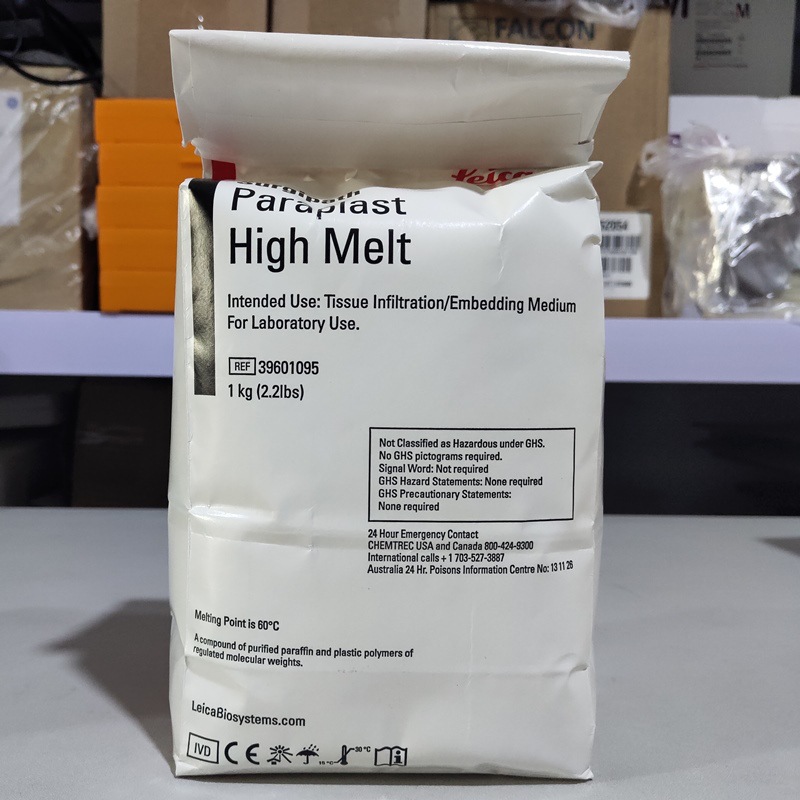 FALCON
M
Leica
Paraplast
High Melt
Intended Use: Tissue Infiltration/Embedding Medium
For Laboratory Use.
REF 39601095
1 kg (2.2lbs)
Not Classified as Hazardous under GHS.
No GHS pictograms required.
Signal Word: Not required
GHS Hazard Statements: None required
GHS Precautionary Statements:
None required
24 Hour Emergency Contact
CHEMTREC USA and Canada 800-424-9300
International calls + 1 703-527-3887
Australia 24 Hr. Poisons Information Centre No: 13 11 26
Melting Point is 60°C
A compound of purified paraffin and plastic polymers of
regulated molecular weights.
LeicaBiosystems.com
IVD CE 15°C 30°C i